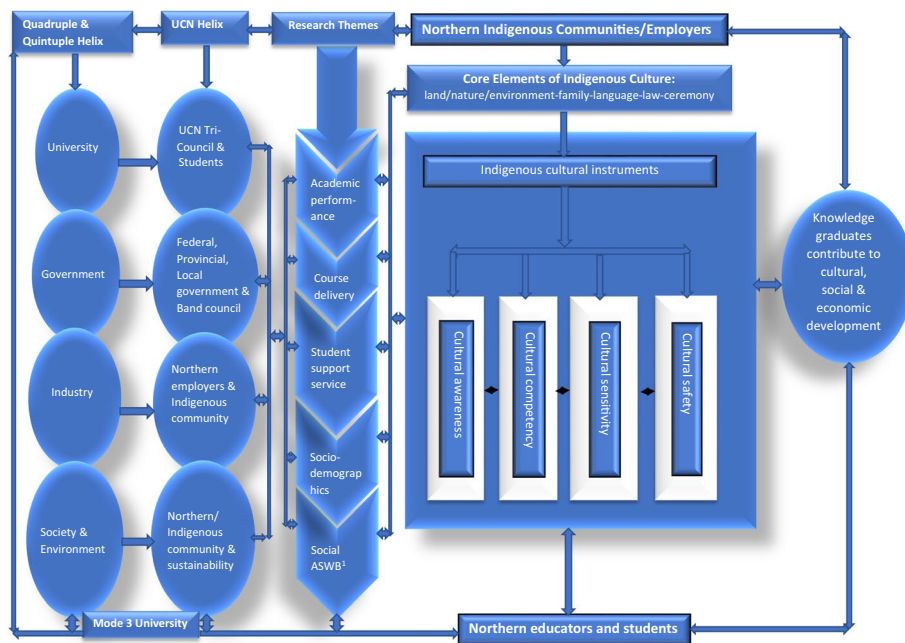 Quadruple &
Quintuple Helix
UCN Helix
Research Themes
Northern Indigenous Communities/Employers
Core Elements of Indigenous Culture:
land/nature/environment-family-language-law-ceremony
University
UCN Tri-
Council &
Students
Academic
perform-
ance
Indigenous cultural instruments
Government
Federal,
Provincial,
Local
government &
Band council
Course
delivery
Knowledge
graduates
contribute to
cultural,
social &
economic
development
Student
support
service
Cultural awareness
Cultural competency
Cultural sensitivity
Cultural safety
Industry
Northern
employers &
Indigenous
community
Socio-
demograp
hics
Society &
Environment
Northern/
Indigenous
community &
sustainability
Social
ASWB¹
Mode 3 University
Northern educators and students